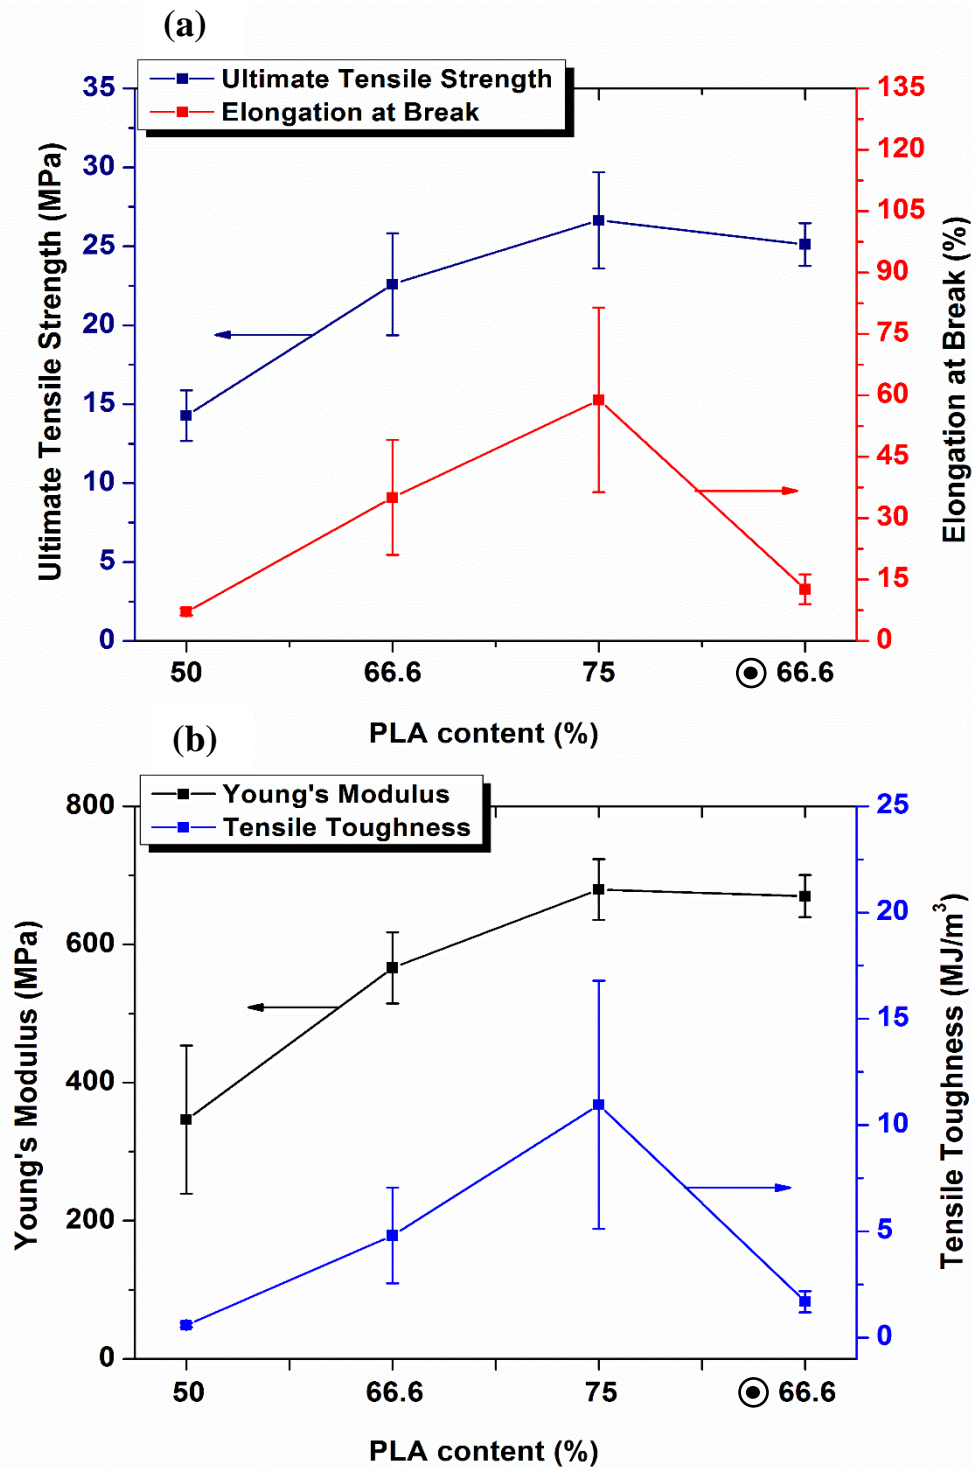 (a)
Ultimate Tensile Strength
Elongation at Break
35
30
25
20
15
10
5
0
Ultimate Tensile Strength (MPa)
135
120
105
90
75
60
45
30
15
0
Elongation at Break (%)
50 66.6 75 66.6
PLA content (%)
(b)
Young's Modulus
Tensile Toughness
800
600
400
200
0
Young's Modulus (MPa)
25
20
15
10
5
0
Tensile Toughness (MJ/m³)
50 66.6 75 66.6
PLA content (%)